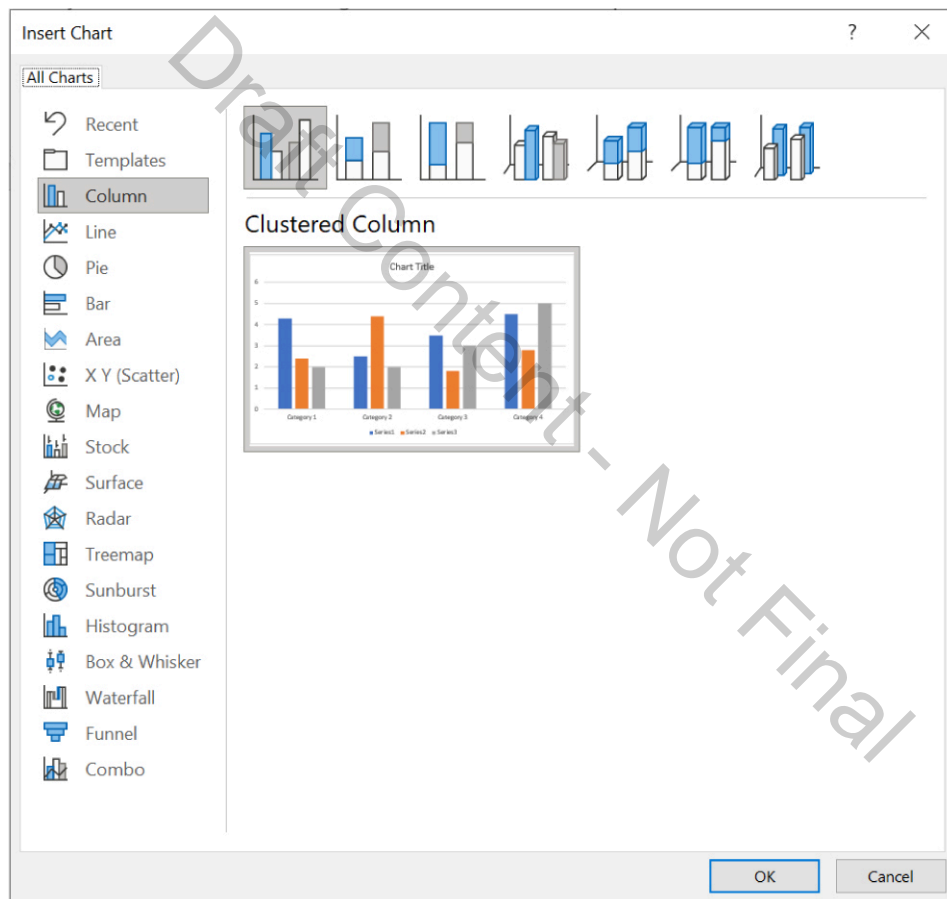 Insert Chart
?
All Charts
Recent
Templates
Column
Line
Pie
Bar
Area
X Y (Scatter)
Map
Stock
Surface
Radar
Treemap
Sunburst
Histogram
Box & Whisker
Waterfall
Funnel
Combo
Clustered Column
Chart Title
6
5
4
3
2
1
0
Category 1 Category 2 Category 3 Category 4
Series1 Series2 Series3
Draft Content - Not Final
OK Cancel